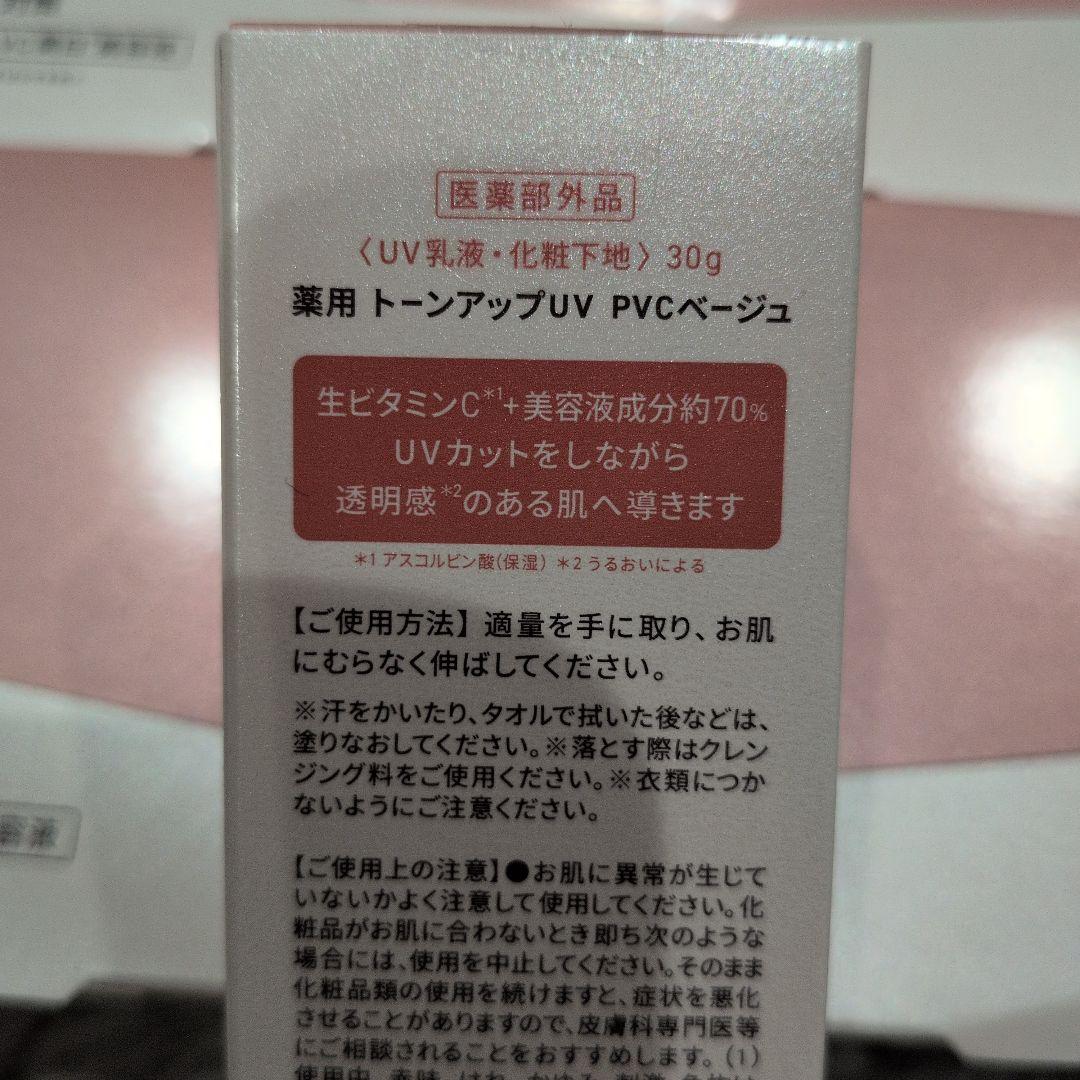 医薬部外品
〈UV乳液・化粧下地〉30g
薬用 トーンアップUV PVCベージュ
生ビタミンC*1+美容液成分約70%
UVカットをしながら
透明感*2のある肌へ導きます
*1 アスコルビン酸(保湿) *2 うるおいによる
【ご使用方法】適量を手に取り、お肌
にむらなく伸ばしてください。
※汗をかいたり、タオルで拭いた後などは、
塗りなおしてください。※落とす際はクレン
ジング料をご使用ください。※衣類につか
ないようにご注意ください。
【ご使用上の注意】●お肌に異常が生じて
いないかよく注意して使用してください。化
粧品がお肌に合わないとき即ち次のような
場合には、使用を中止してください。そのまま
化粧品類の使用を続けますと、症状を悪化
させることがありますので、皮膚科専門医等
にご相談されることをおすすめします。(1)
使用中、赤味、はれ、かゆみ、刺激、